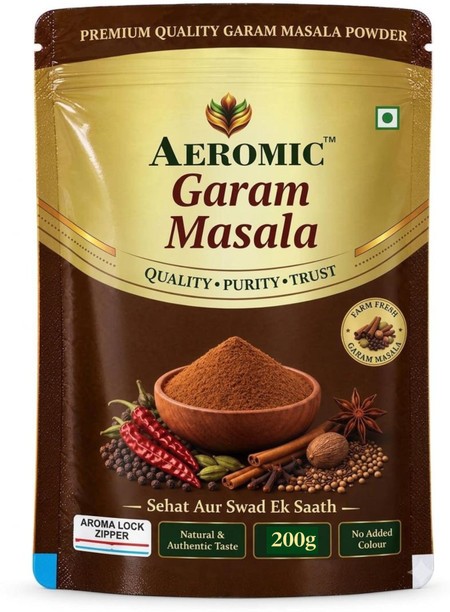 PREMIUM QUALITY GARAM MASALA POWDER
AEROMIC™
Garam
Masala
QUALITY • PURITY • TRUST
FARM FRESH
GARAM MASALA
Sehat Aur Swad Ek Saath
AROMA LOCK
ZIPPER
Natural &
Authentic Taste
200g
No Added
Colour